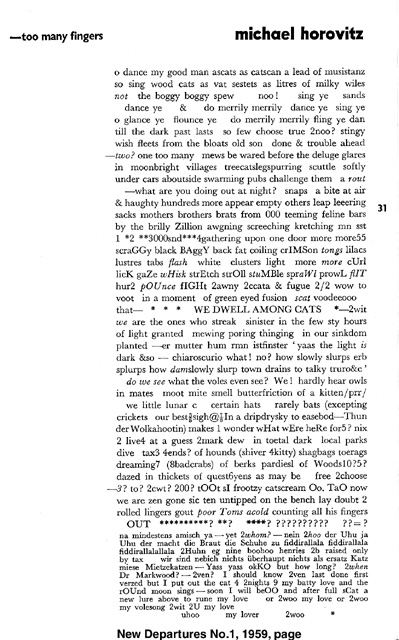 —too many fingers
michael horovitz
o dance my good man ascats as catscan a lead of musistanz
so sing wood cats as vat sestets as litres of milky wiles
not the boggy boggy spew noo ! sing ye sands
dance ye & do merrily merrily dance ye sing ye
o glance ye flounce ye do merrily merrily fling ye dan
till the dark past lasts so few choose true 2noo? stingy
wish fleets from the bloats old son done & trouble ahead
—two? one too many mews be wared before the deluge glares
in moonbright villages treecatslegspurring scuttle softly
under cars aboutside swarming pubs challenge them a rout
—what are you doing out at night? snaps a bite at air
& haughty hundreds more appear empty others leap leeering
sacks mothers brothers brats from 000 teeming feline bars
by the brilly Zillion awgning screeching kretching mn sst
1 *2 **3000snd***4gathering upon one door more more55
scraGGy black BAggY back fat coiling crIMSon tongs lilacs
lustres tabs flash white clusters light more more cUrl
licK gaZe wHisk strEtch strOll stuMBle spraWl prowL flIT
hur2 pOUnce fIGHt 2awny 2ccata & fugue 2/2 wow to
voot in a moment of green eyed fusion scat voodeeooo
that— * * * WE DWELL AMONG CATS *—2wit
we are the ones who streak sinister in the few sty hours
of light granted mewing poring thinging in our sinkdom
planted —er mutter hum rmn istfinster 'yaas the light is
dark &so — chiaroscurio what ! no? how slowly slurps erb
splurps how damslowly slurp town drains to talky truro&c '
do we see what the voles even see? We ! hardly hear owls
in mates moot mite smell butterfriction of a kitten/prr/
we little lunar c certain hats rarely bats (excepting
crickets our In a dripdrysky to easebod—Thun
der Wolkahootin) makes 1 wonder wHat wEre heRe for5? nix
2 live4 at a guess 2mark dew in toetal dark local parks
dive tax3 4ends? of hounds (shiver 4kitty) shagbags toerags
dreaming7 (8badcrabs) of berks pardiesl of Woods10?5?
dazed in thickets of quest6yens as may be free 2choose
—3? to? 2cwt? 200? tOOt sI frootzy catscream Oo. TaO now
we are zen gone sic ten untipped on the bench lay doubt 2
rolled lingers gout poor Toms acold counting all his fingers
OUT **********? **? ****? ?????????? ??=?
na mindestens amisch ya – yet 2whom? – nein 2hoo der Uhu ja
Uhu der macht die Braut die Schuhe zu fiddirallala fiddirallala
fiddirallalallala 2Huhn eg nine boohoo henries 2b raised only
by tax wir sind nebich nichts überhaupt nichts als ersatz Katz
miese Mietzekatzen – Yass yass okKO but how long? 2when
Dr Markwood? – 2ven? I should know 2ven last done first
verzed but I put out the cat 4 2nights 9 my batty love and the
rOUnd moon sings – soon I will beOO and after full sCat a
new lure above to rune my love or 2woo my love or 2woo
my volesong 2wit 2U my love
uhoo my lover 2woo *
31
New Departures No.1, 1959, page